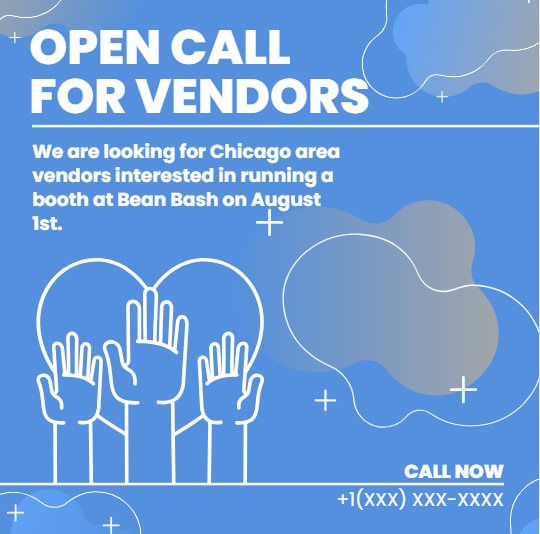 OPEN CALL
FOR VENDORS
We are looking for Chicago area
vendors interested in running a
booth at Bean Bash on August
1st.
CALL NOW
+1(XXX) XXX-XXXX